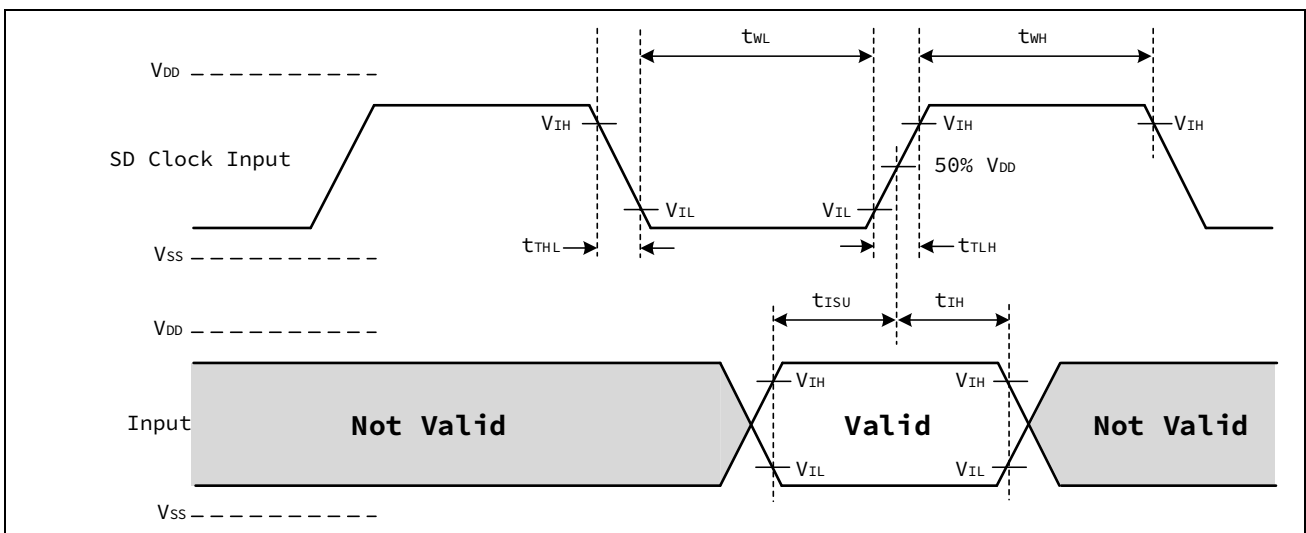 tWL tWH
VDD
VIH VIH VIH
SD Clock Input 50% VDD
VIL VIL
tTHL tTLH
VSS
tISU tIH
VDD
VIH VIH
Input Not Valid Valid Not Valid
VIL VIL
VSS